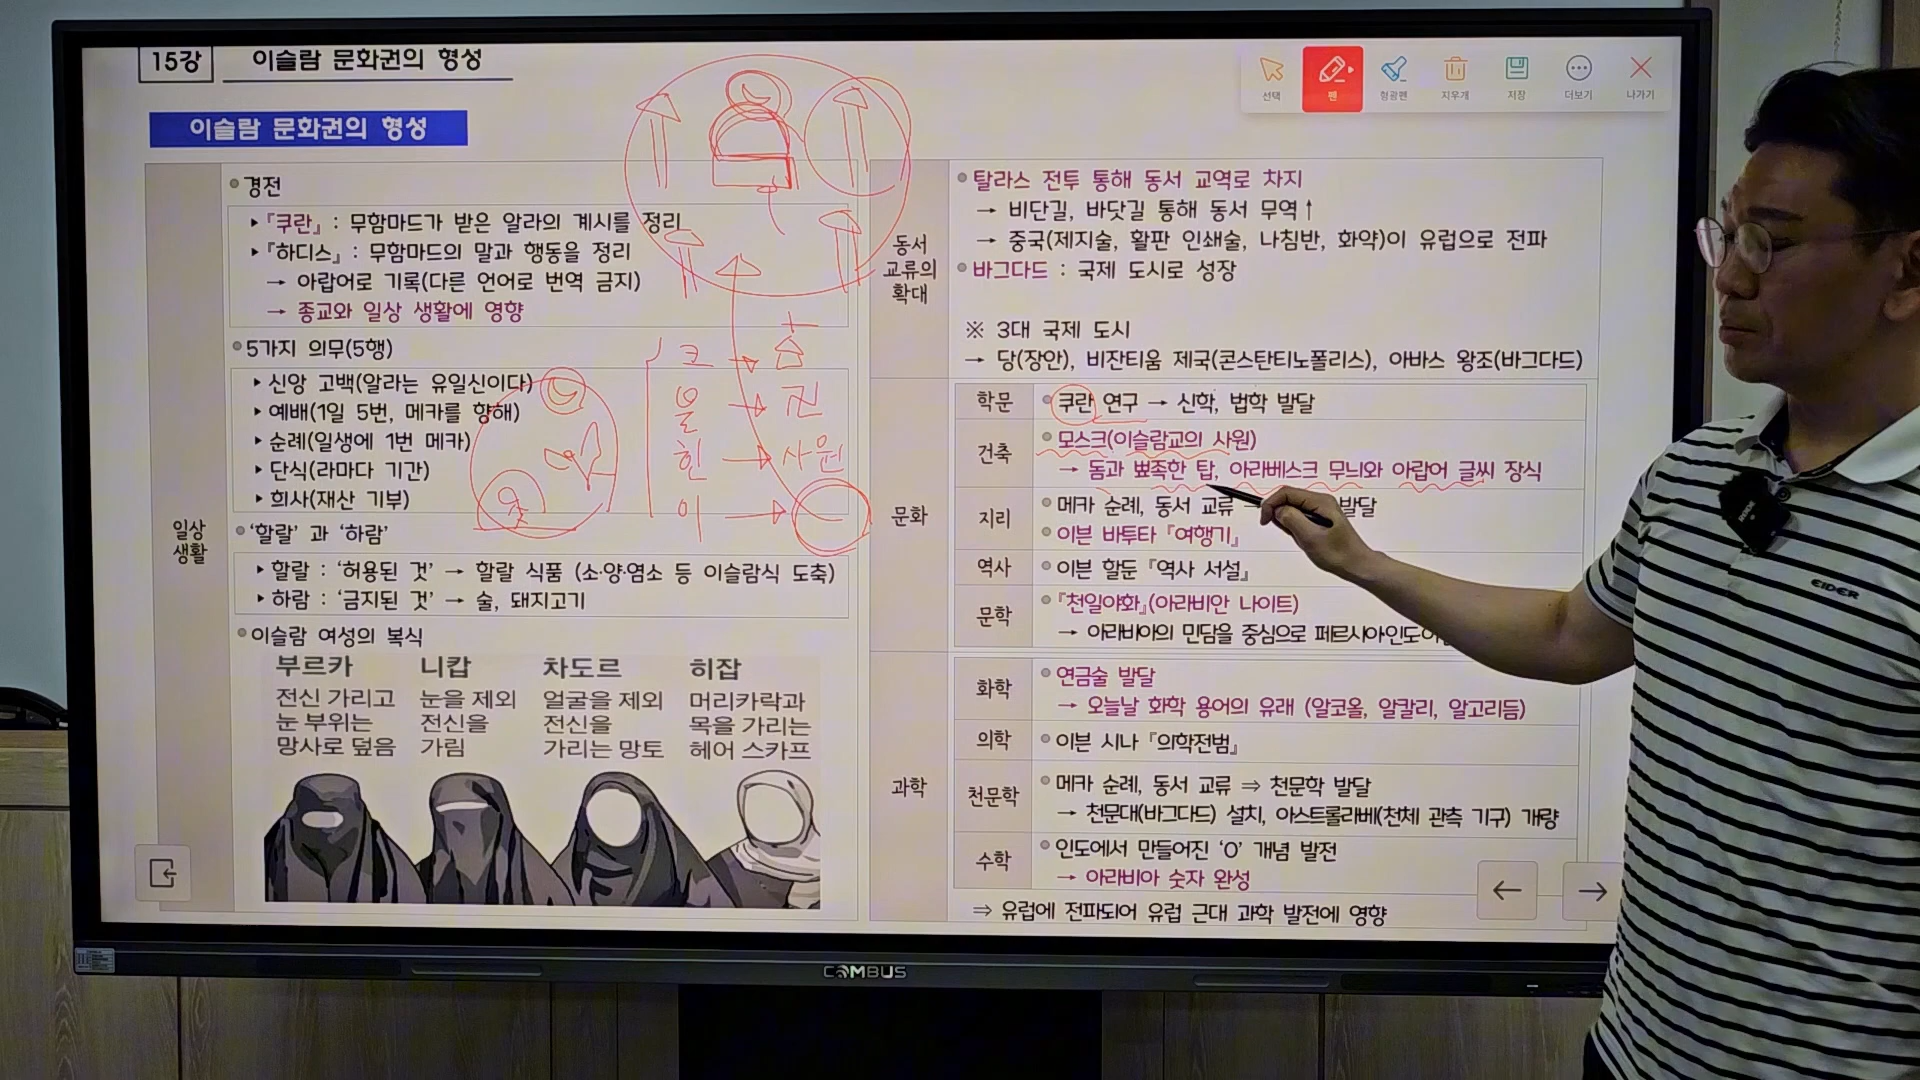 15강 이슬람 문화권의 형성
선택
펜
형광펜
지우개
저장
더보기
나가기
이슬람 문화권의 형성
일상
생활
경전
『쿠란』 : 무함마드가 받은 알라의 계시를 정리
『하디스』 : 무함마드의 말과 행동을 정리
→ 아랍어로 기록(다른 언어로 번역 금지)
→ 종교와 일상 생활에 영향
5가지 의무(5행)
신앙 고백(알라는 유일신이다)
예배(1일 5번, 메카를 향해)
순례(일생에 1번 메카)
단식(라마다 기간)
희사(재산 기부)
크
불 → 절
힌 → 사원
이 →
'할랄' 과 '하람'
할랄 : '허용된 것' → 할랄 식품 (소·양·염소 등 이슬람식 도축)
하람 : '금지된 것' → 술, 돼지고기
이슬람 여성의 복식
부르카
전신 가리고
눈 부위는
망사로 덮음
니캅
눈을 제외
전신을
가림
차도르
얼굴을 제외
전신을
가리는 망토
히잡
머리카락과
목을 가리는
헤어 스카프
동서
교류의
확대
탈라스 전투 통해 동서 교역로 차지
→ 비단길, 바닷길 통해 동서 무역↑
→ 중국(제지술, 활판 인쇄술, 나침반, 화약)이 유럽으로 전파
바그다드 : 국제 도시로 성장
※ 3대 국제 도시
→ 당(장안), 비잔티움 제국(콘스탄티노폴리스), 아바스 왕조(바그다드)
문화
학문
쿠란 연구 → 신학, 법학 발달
건축
모스크(이슬람교의 사원)
→ 돔과 뾰족한 탑, 아라베스크 무늬와 아랍어 글씨 장식
지리
메카 순례, 동서 교류 발달
이븐 바투타 『여행기』
역사
이븐 할둔 『역사 서설』
문학
『천일야화』(아라비안 나이트)
→ 아라비아의 민담을 중심으로 페르시아·인도
과학
화학
연금술 발달
→ 오늘날 화학 용어의 유래 (알코올, 알칼리, 알고리듬)
의학
이븐 시나 『의학전범』
천문학
메카 순례, 동서 교류 ⇒ 천문학 발달
→ 천문대(바그다드) 설치, 아스트롤라베(천체 관측 기구) 개량
수학
인도에서 만들어진 '0' 개념 발전
→ 아라비아 숫자 완성
⇒ 유럽에 전파되어 유럽 근대 과학 발전에 영향
COMBUS
EIDER
RODE